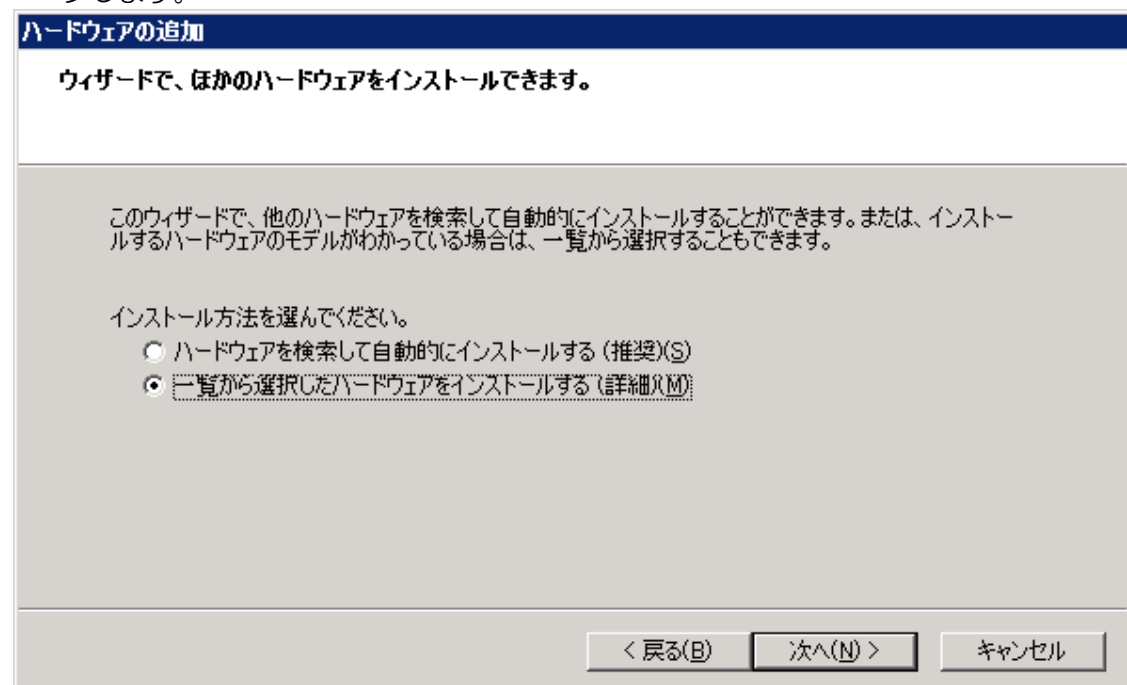 うします。
ハードウェアの追加
ウィザードで、ほかのハードウェアをインストールできます。
このウィザードで、他のハードウェアを検索して自動的にインストールすることができます。または、インストー
ルするハードウェアのモデルがわかっている場合は、一覧から選択することもできます。
インストール方法を選んでください。
ハードウェアを検索して自動的にインストールする (推奨)(S)
一覧から選択したハードウェアをインストールする (詳細)(M)
< 戻る(B)
次へ(N) >
キャンセル